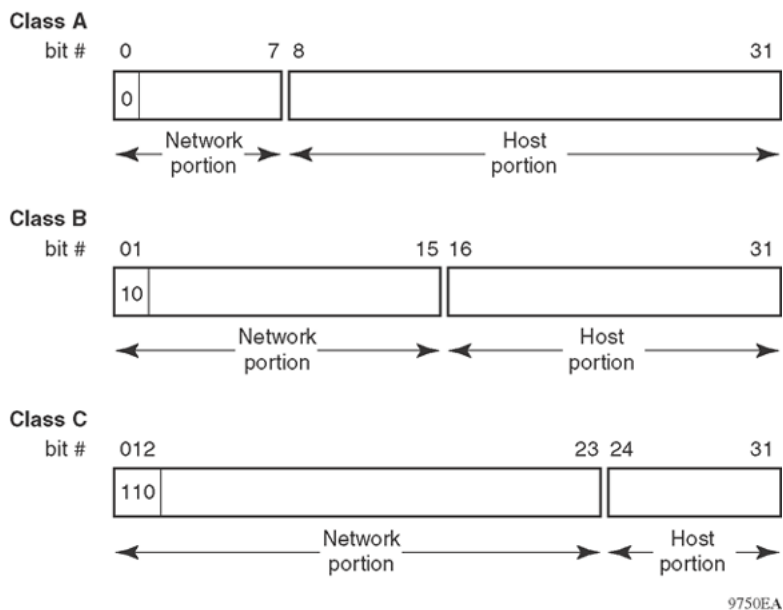 Class A
bit # 0 7 8 31
0
Network portion Host portion
Class B
bit # 01 15 16 31
10
Network portion Host portion
Class C
bit # 012 23 24 31
110
Network portion Host portion
9750EA